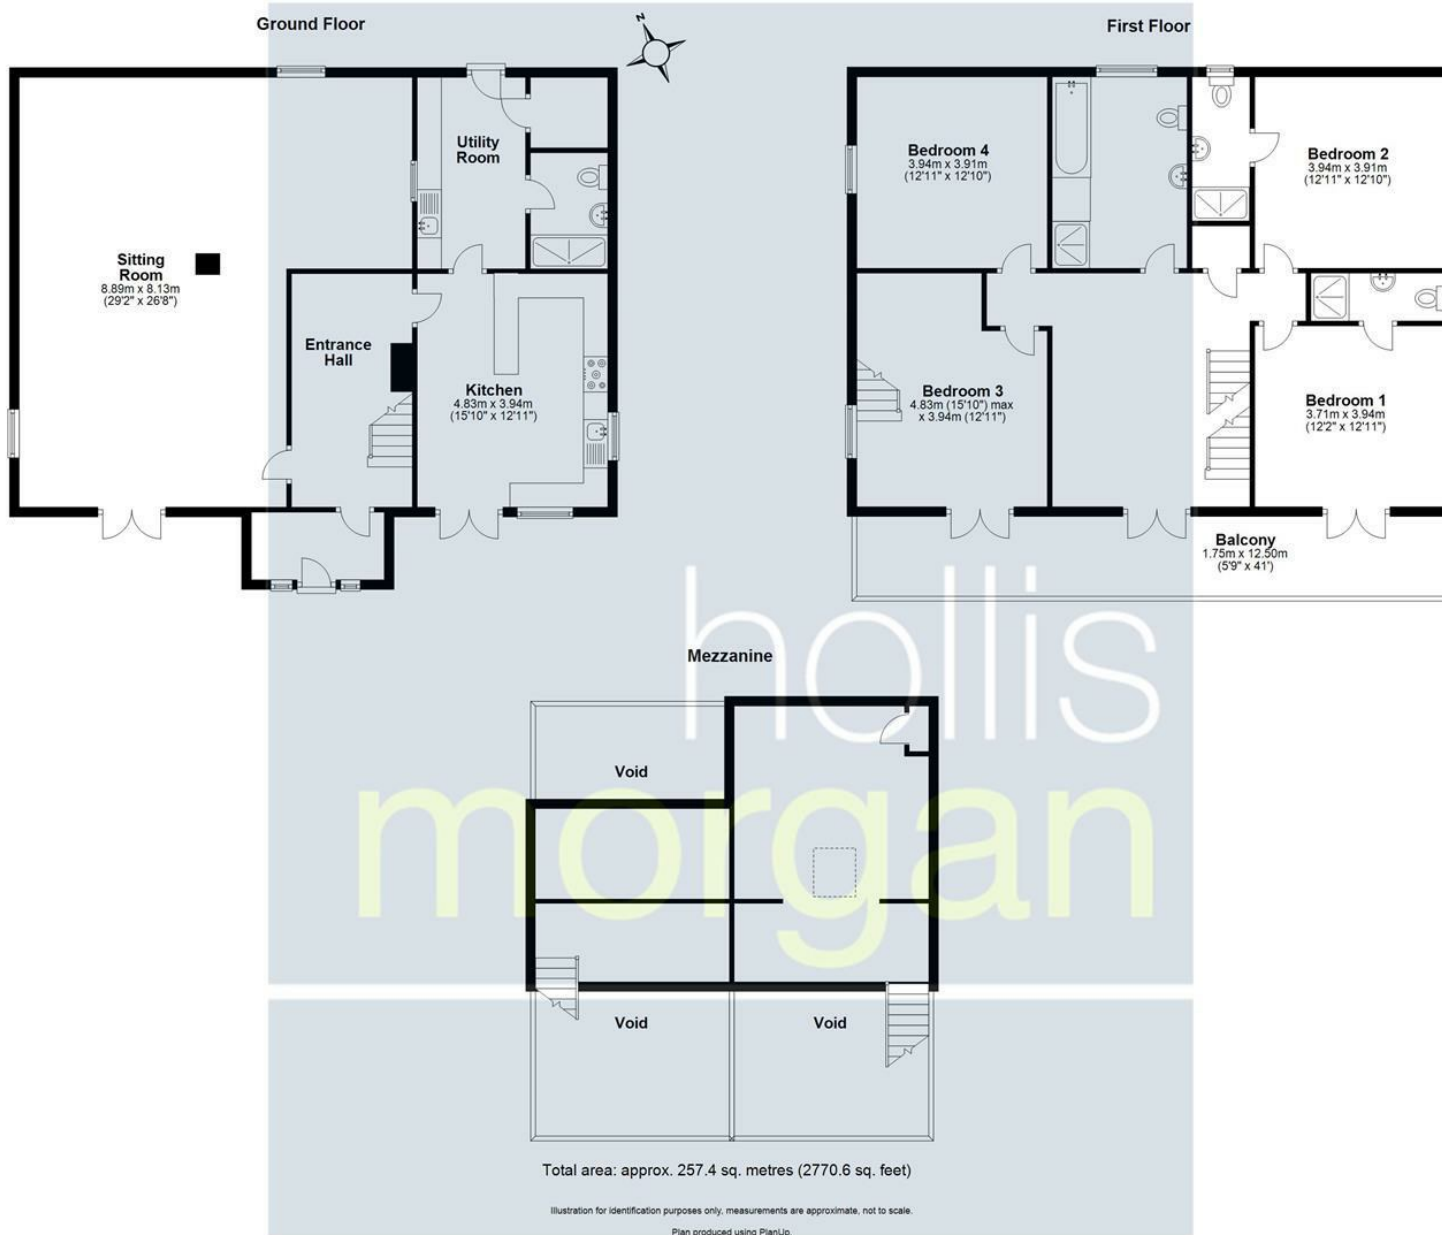 Ground Floor
N
First Floor
Utility
Room
Sitting
Room
8.89m x 8.13m
(29'2" x 26'8")
Entrance
Hall
Kitchen
4.83m x 3.94m
(15'10" x 12'11")
Bedroom 4
3.94m x 3.91m
(12'11" x 12'10")
Bedroom 2
3.94m x 3.91m
(12'11" x 12'10")
Bedroom 3
4.83m (15'10") max
x 3.94m (12'11")
Bedroom 1
3.71m x 3.94m
(12'2" x 12'11")
Balcony
1.75m x 12.50m
(5'9" x 41')
hollis
morgan
Mezzanine
Void
Void
Void
Total area: approx. 257.4 sq. metres (2770.6 sq. feet)
Illustration for identification purposes only, measurements are approximate, not to scale.
Plan produced using PlanUp.